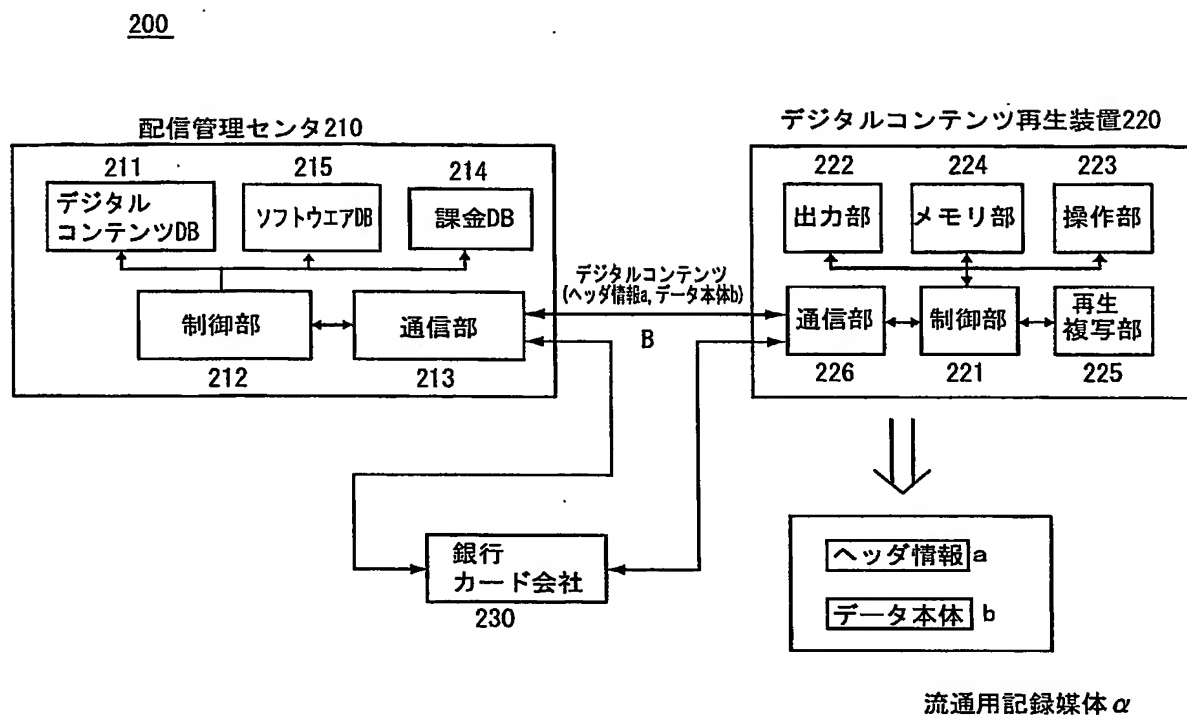 200
配信管理センタ210
211
215
214
デジタル
コンテンツDB
ソフトウエアDB
課金DB
制御部
通信部
212
213
デジタルコンテンツ
(ヘッダ情報a,データ本体b)
B
デジタルコンテンツ再生装置220
222
224
223
出力部
メモリ部
操作部
通信部
制御部
再生
複写部
226
221
225
銀行
カード会社
230
ヘッダ情報 a
データ本体 b
流通用記録媒体α